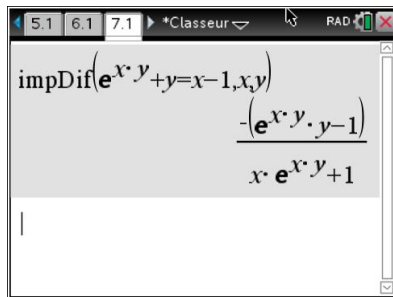 5.1 6.1 7.1 *Classeur RAD
impDif(e^(x·y)+y=x−1,x,y)
-(e^(x·y)·y−1)
x·e^(x·y)+1